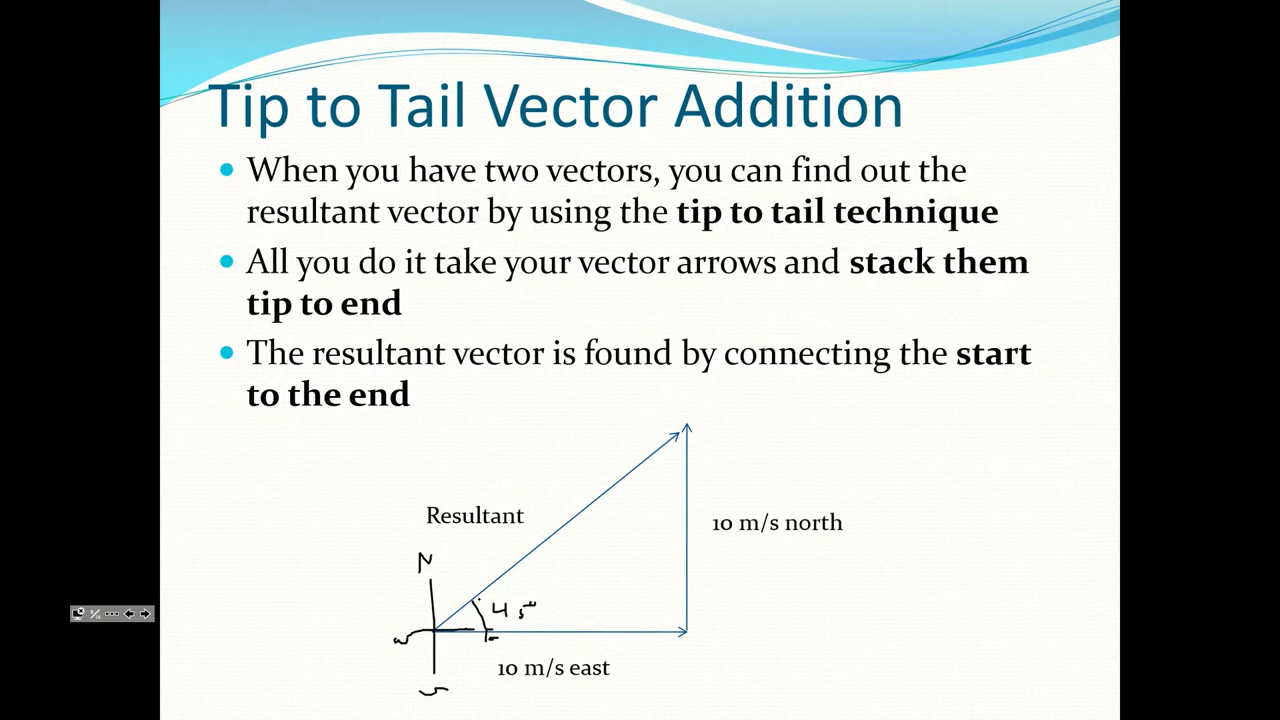 Tip to Tail Vector Addition
When you have two vectors, you can find out the
resultant vector by using the tip to tail technique
All you do it take your vector arrows and stack them
tip to end
The resultant vector is found by connecting the start
to the end
Resultant
10 m/s north
N
45°
W
E
10 m/s east
S